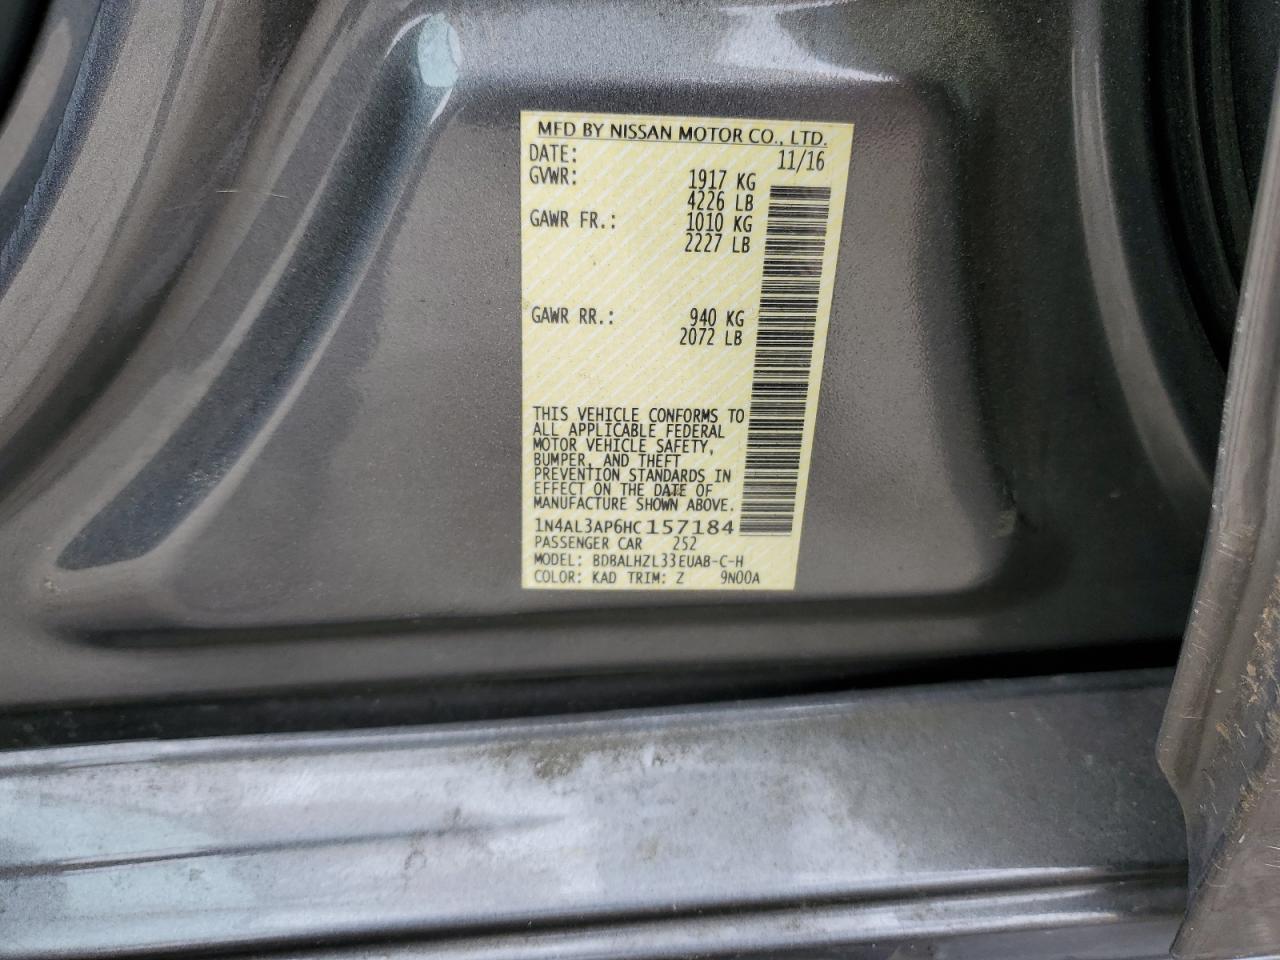 MFD BY NISSAN MOTOR CO., LTD.
DATE: 11/16
GVWR: 1917 KG
4226 LB
GAWR FR.: 1010 KG
2227 LB
GAWR RR.: 940 KG
2072 LB
THIS VEHICLE CONFORMS TO
ALL APPLICABLE FEDERAL
MOTOR VEHICLE SAFETY,
BUMPER, AND THEFT
PREVENTION STANDARDS IN
EFFECT ON THE DATE OF
MANUFACTURE SHOWN ABOVE.
1N4AL3AP6HC157184
PASSENGER CAR 252
MODEL: BDBALHZL33EUAB-C-H
COLOR: KAD TRIM: Z 9N00A